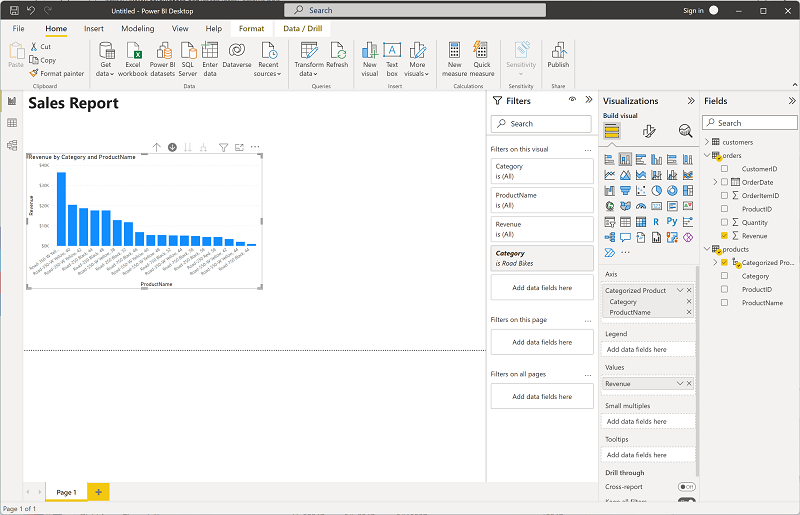 Untitled - Power BI Desktop
Search
Sign in
File
Home
Insert
Modeling
View
Help
Format
Data / Drill
Paste
Cut
Copy
Format painter
Clipboard
Get data
Excel workbook
Power BI datasets
SQL Server
Enter data
Dataverse
Recent sources
Data
Transform data
Refresh
Queries
New visual
Text box
More visuals
Insert
New measure
Quick measure
Calculations
Sensitivity
Sensitivity
Publish
Share
Sales Report
Revenue by Category and ProductName
$40K
$30K
$20K
$10K
$0K
Revenue
ProductName
Filters
Search
Filters on this visual
...
Category
is (All)
ProductName
is (All)
Revenue
is (All)
Category
is Road Bikes
Add data fields here
Filters on this page
...
Add data fields here
Filters on all pages
...
Add data fields here
Visualizations
Build visual
R
Py
...
Axis
Categorized Product
Category
ProductName
Legend
Add data fields here
Values
Revenue
Small multiples
Add data fields here
Tooltips
Add data fields here
Drill through
Cross-report
Off
Keep all filters
Fields
Search
customers
orders
CustomerID
OrderDate
OrderItemID
ProductID
Quantity
Revenue
products
Categorized Pro...
Category
ProductID
ProductName
Page 1
Page 1 of 1